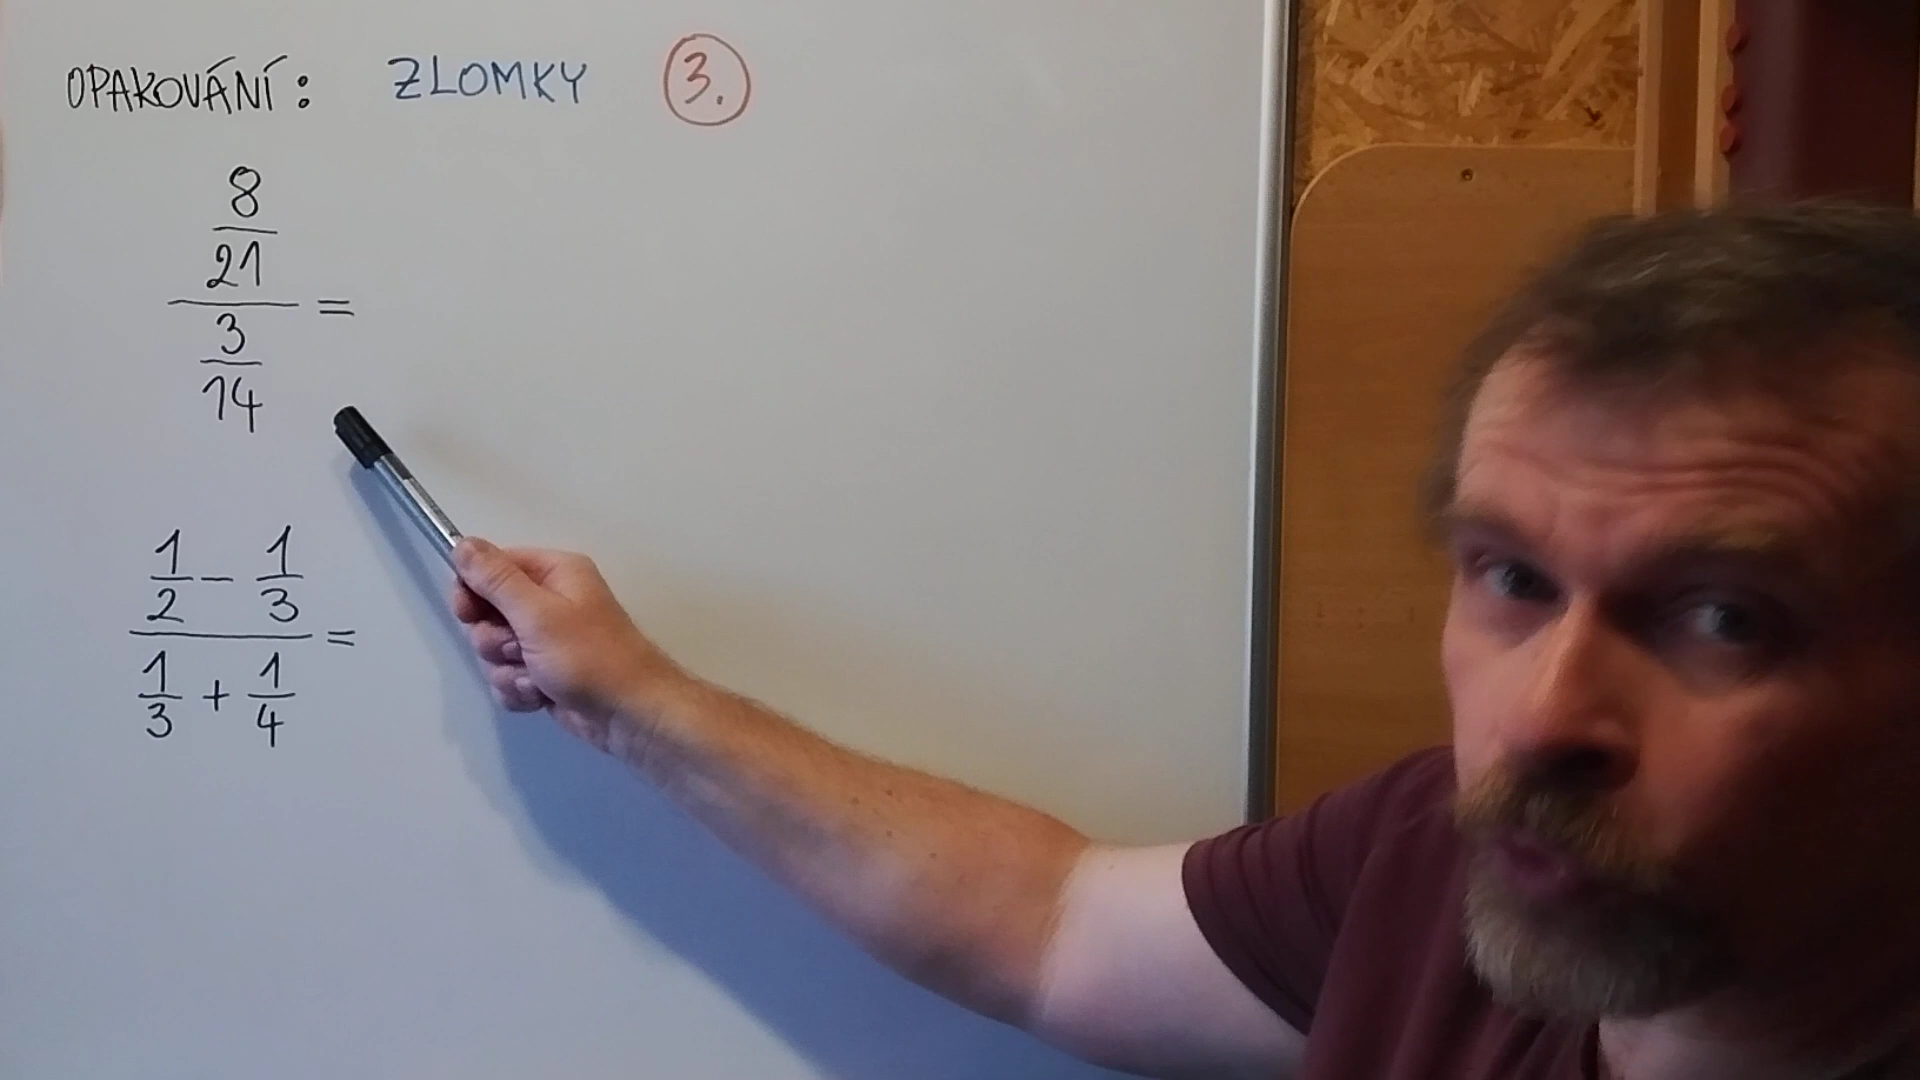 OPAKOVÁNÍ: ZLOMKY 3.
8
21
=
3
14
1/2 - 1/3
=
1/3 + 1/4